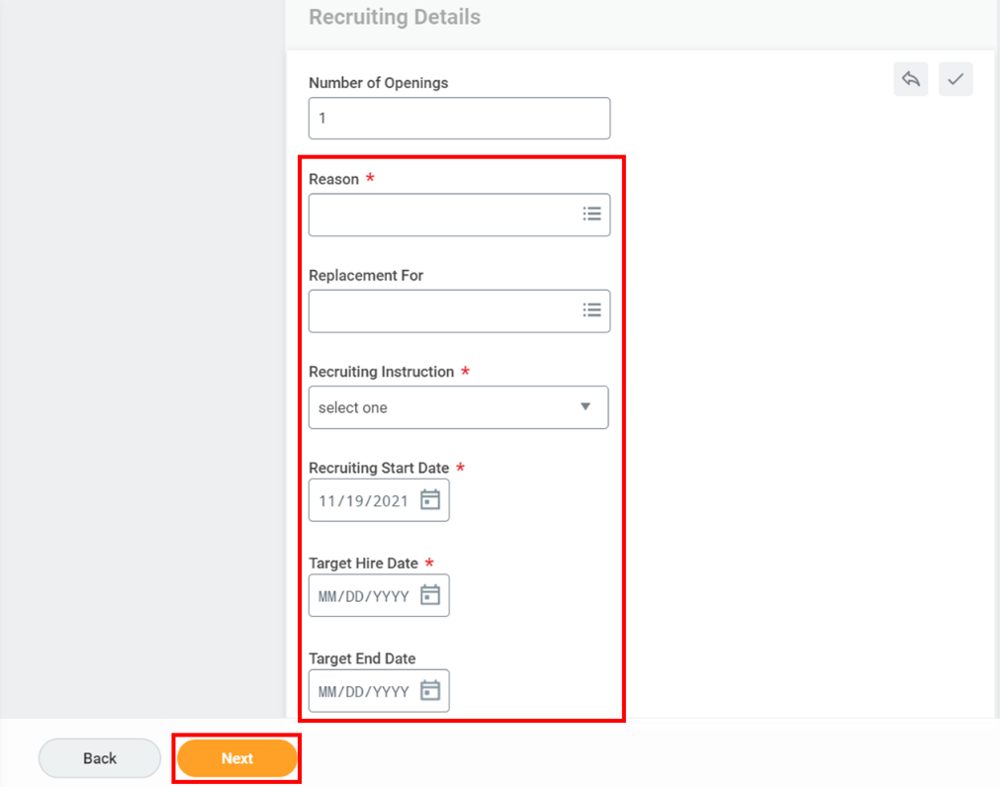 Recruiting Details
Number of Openings
1
Reason *
Replacement For
Recruiting Instruction *
select one
Recruiting Start Date *
11/19/2021
Target Hire Date *
MM/DD/YYYY
Target End Date
MM/DD/YYYY
Back
Next